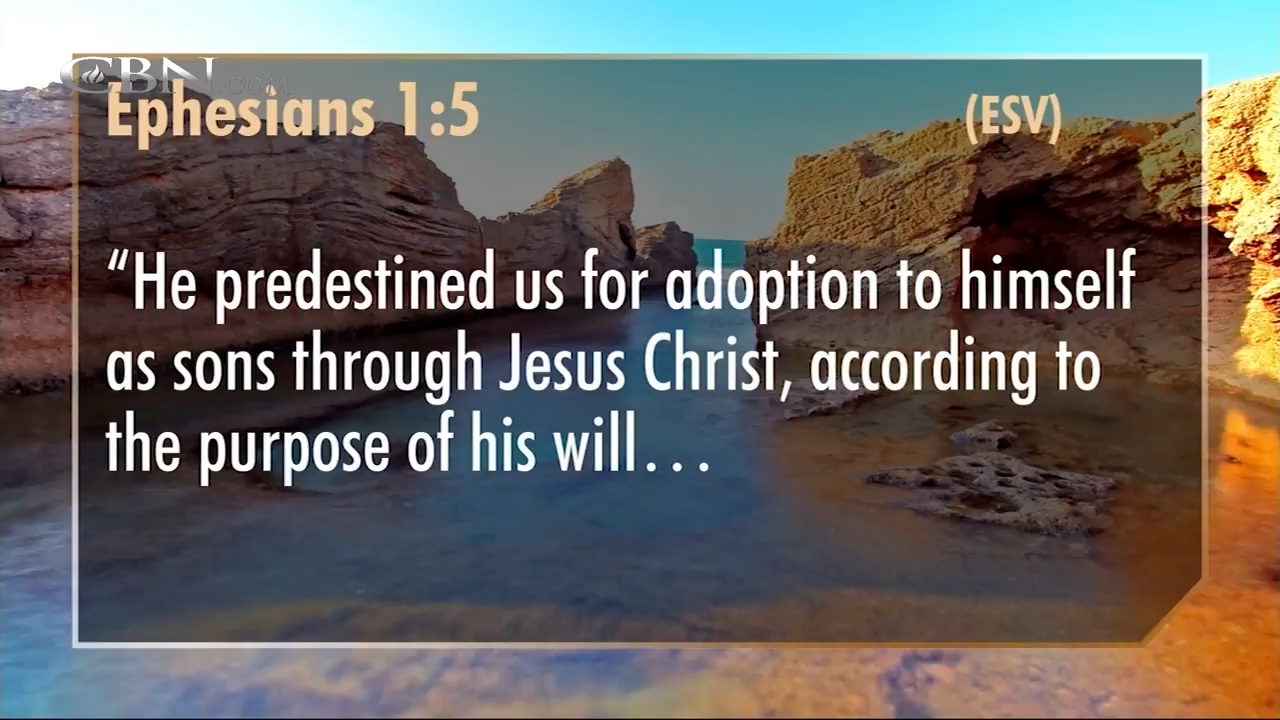 CBN.COM
Ephesians 1:5 (ESV)
“He predestined us for adoption to himself
as sons through Jesus Christ, according to
the purpose of his will…